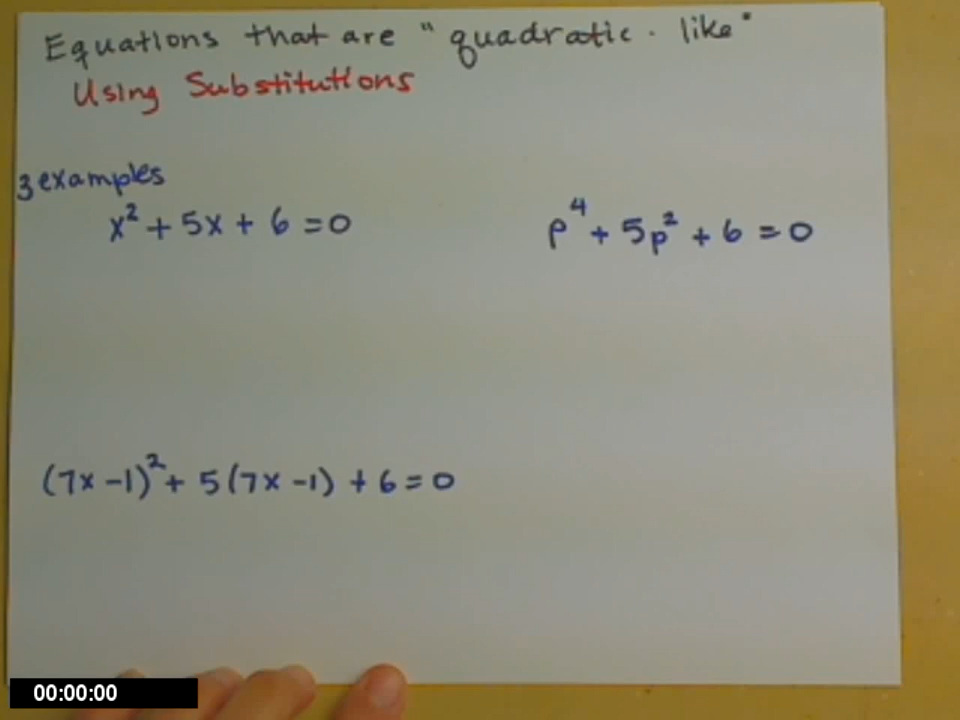 Equations that are "quadratic - like"
Using Substitutions
3 examples
x² + 5x + 6 = 0
p⁴ + 5p² + 6 = 0
(7x - 1)² + 5(7x - 1) + 6 = 0
00:00:00